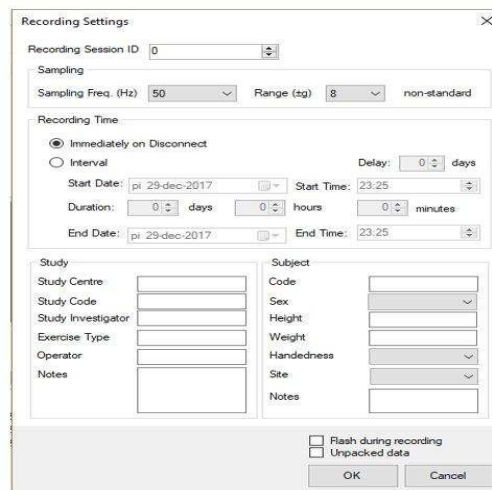 Recording Settings
Recording Session ID 0
Sampling
Sampling Freq. (Hz) 50 Range (±g) 8 non-standard
Recording Time
Immediately on Disconnect
Interval Delay: 0 days
Start Date: pi 29-dec-2017 Start Time: 23:25
Duration: 0 days 0 hours 0 minutes
End Date: pi 29-dec-2017 End Time: 23:25
Study
Study Centre
Study Code
Study Investigator
Exercise Type
Operator
Notes
Subject
Code
Sex
Height
Weight
Handedness
Site
Notes
Flash during recording
Unpacked data
OK Cancel